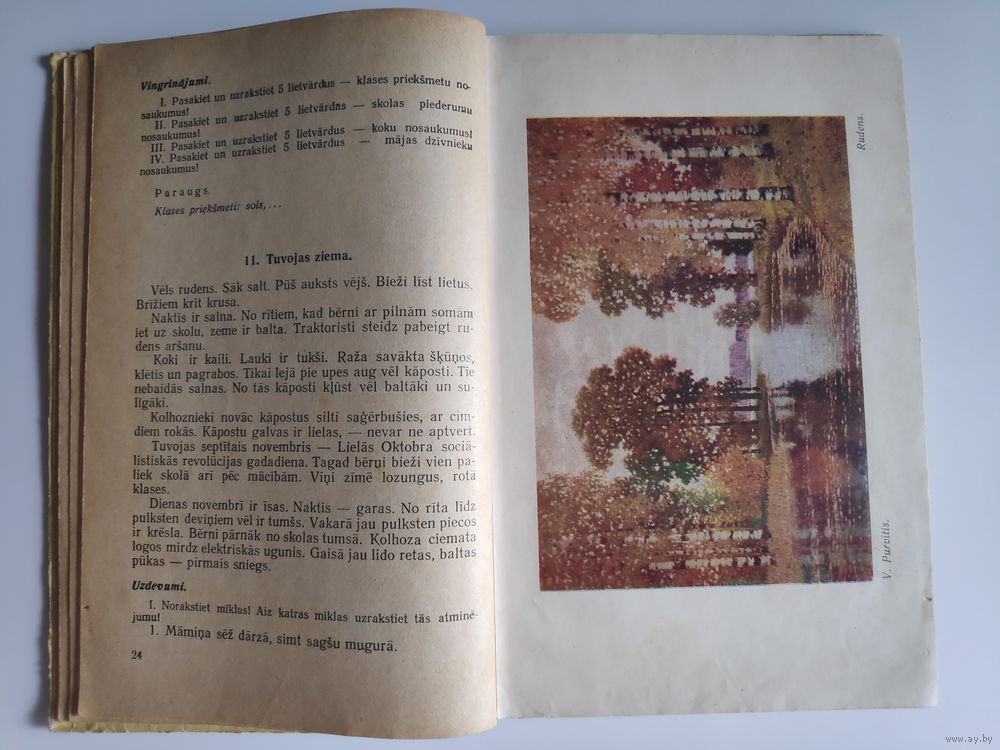 Vingrinājumi.
I. Pasakiet un uzrakstiet 5 lietvārdus — klases priekšmetu no-
saukumus!
II. Pasakiet un uzrakstiet 5 lietvārdus — skolas piederumu
nosaukumus!
III. Pasakiet un uzrakstiet 5 lietvārdus — koku nosaukumus!
IV. Pasakiet un uzrakstiet 5 lietvārdus — mājas dzīvnieku
nosaukumus!
Paraugs.
Klases priekšmeti: sols, ...
11. Tuvojas ziema.
Vēls rudens. Sāk salt. Pūš auksts vējš. Bieži līst lietus.
Brīžiem krīt krusa.
Naktīs ir salna. No rītiem, kad bērni ar pilnām somām
iet uz skolu, zeme ir balta. Traktoristi steidz pabeigt ru-
dens aršanu.
Koki ir kaili. Lauki ir tukši. Raža savākta šķūņos,
klētīs un pagrabos. Tikai lejā pie upes aug vēl kāposti. Tie
nebaidās salnas. No tās kāposti kļūst vēl baltāki un su-
līgāki.
Kolhoznieki novāc kāpostus silti saģērbušies, ar cim-
diem rokās. Kāpostu galvas ir lielas, — nevar ne aptvert.
Tuvojas septītais novembris — Lielās Oktobra sociā-
listiskās revolūcijas gadadiena. Tagad bērni bieži vien pa-
liek skolā arī pēc mācībām. Viņi zīmē lozungus, rotā
klases.
Dienas novembrī ir īsas. Naktis — garas. No rīta līdz
pulksten deviņiem vēl ir tumšs. Vakarā jau pulksten piecos
ir krēsla. Bērni pārnāk no skolas tumsā. Kolhoza ciemata
logos mirdz elektriskās ugunis. Gaisā jau lido retas, baltas
pūkas — pirmais sniegs.
Uzdevumi.
I. Norakstiet mīklas! Aiz katras mīklas uzrakstiet tās atminē-
jumu!
1. Māmiņa sēž dārzā, simt sagšu mugurā.
24
Rudens.
V. Purvītis.
www.ay.by